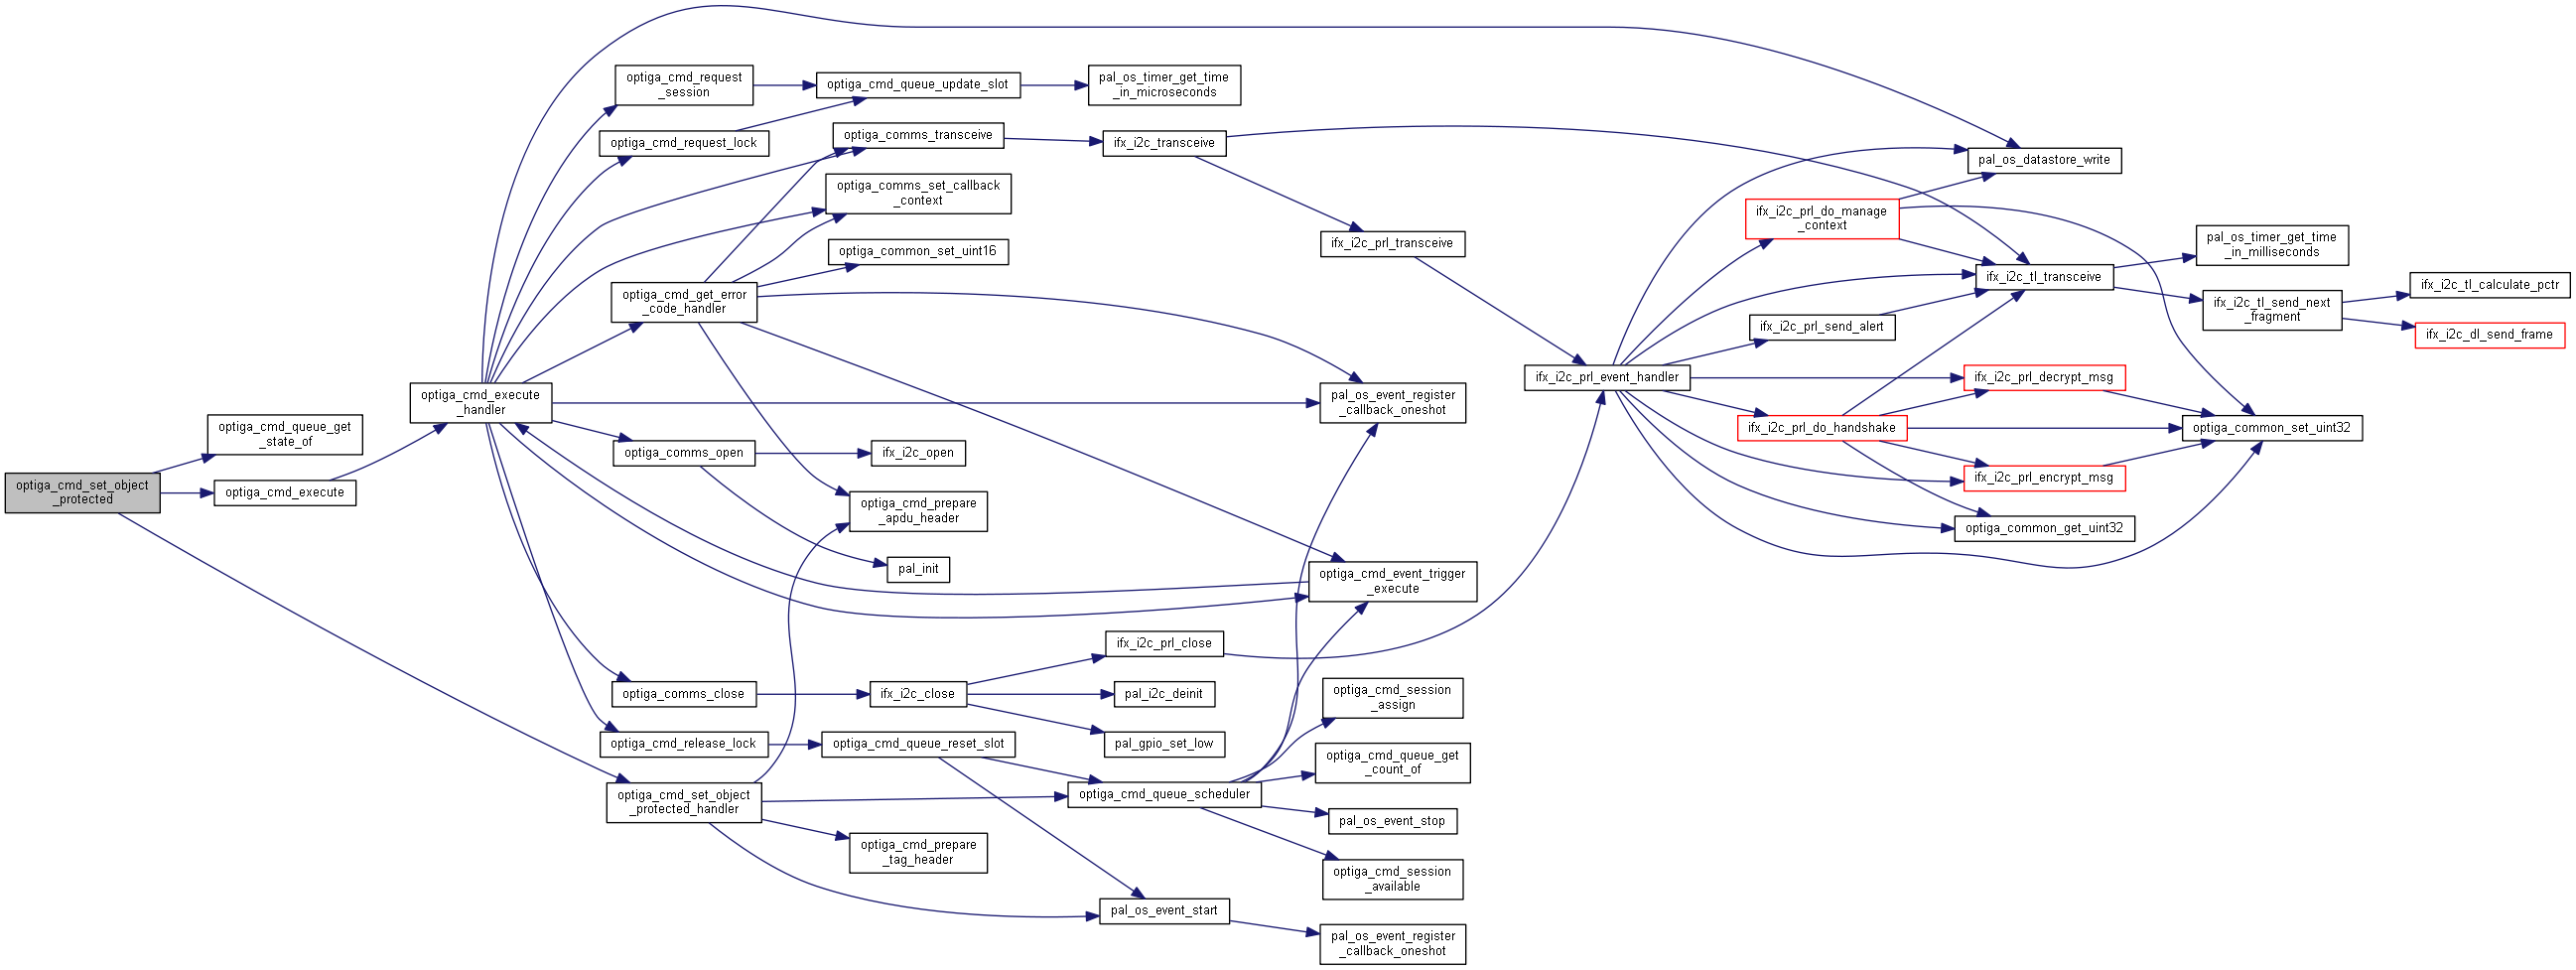 optiga_cmd_set_object
_protected
optiga_cmd_queue_get
_state_of
optiga_cmd_execute
optiga_cmd_execute
_handler
optiga_cmd_request
_session
optiga_cmd_request_lock
optiga_cmd_get_error
_code_handler
optiga_comms_open
optiga_comms_close
optiga_cmd_release_lock
optiga_cmd_set_object
_protected_handler
optiga_cmd_queue_update_slot
optiga_comms_transceive
optiga_comms_set_callback
_context
optiga_common_set_uint16
ifx_i2c_open
optiga_cmd_prepare
_apdu_header
pal_init
ifx_i2c_close
optiga_cmd_queue_reset_slot
optiga_cmd_prepare
_tag_header
pal_os_timer_get_time
_in_microseconds
ifx_i2c_transceive
ifx_i2c_prl_close
pal_i2c_deinit
pal_gpio_set_low
optiga_cmd_queue_scheduler
pal_os_event_start
ifx_i2c_prl_transceive
pal_os_event_register
_callback_oneshot
optiga_cmd_event_trigger
_execute
optiga_cmd_session
_assign
optiga_cmd_queue_get
_count_of
pal_os_event_stop
optiga_cmd_session
_available
pal_os_event_register
_callback_oneshot
ifx_i2c_prl_event_handler
ifx_i2c_prl_do_manage
_context
ifx_i2c_prl_send_alert
ifx_i2c_prl_do_handshake
pal_os_datastore_write
ifx_i2c_tl_transceive
ifx_i2c_prl_decrypt_msg
ifx_i2c_prl_encrypt_msg
optiga_common_get_uint32
pal_os_timer_get_time
_in_milliseconds
ifx_i2c_tl_send_next
_fragment
optiga_common_set_uint32
ifx_i2c_tl_calculate_pctr
ifx_i2c_dl_send_frame